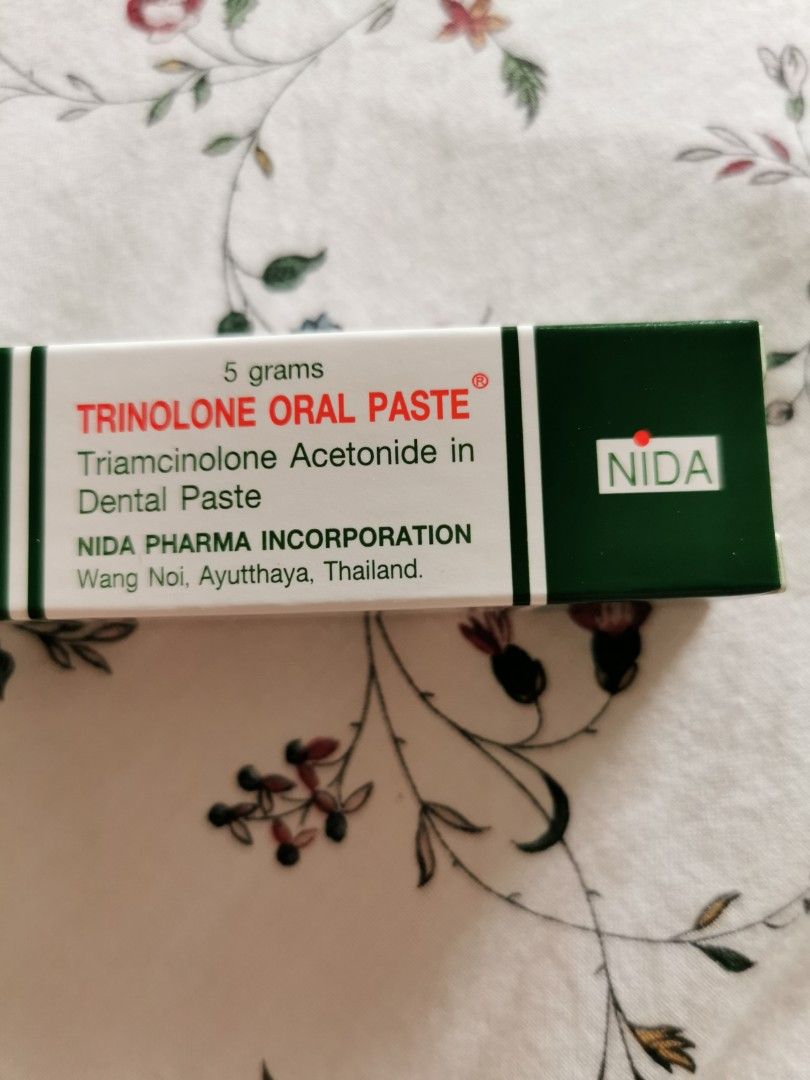 5 grams
TRINOLONE ORAL PASTE®
Triamcinolone Acetonide in
Dental Paste
NIDA PHARMA INCORPORATION
Wang Noi, Ayutthaya, Thailand.
NIDA